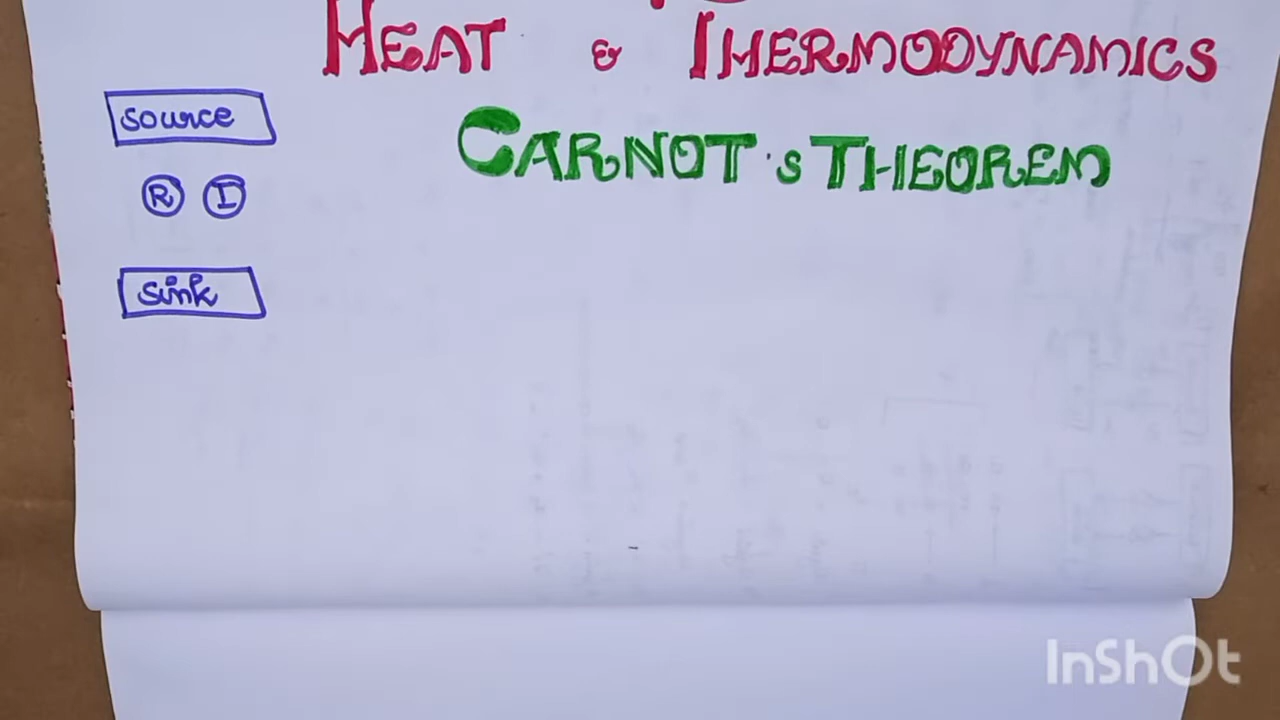 HEAT & THERMODYNAMICS
CARNOT'S THEOREM
source
R I
sink
InShOt